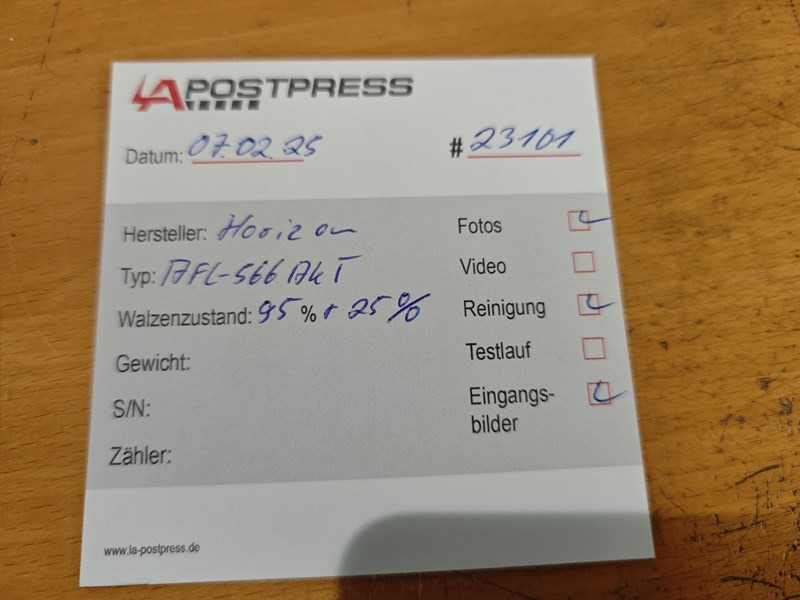 LA POSTPRESS
Datum: 07.02.25 # 23101
Hersteller: Horizon
Typ: AFC-566 AKT
Walzenzustand: 95 % + 25%
Gewicht:
S/N:
Zähler:
Fotos
Video
Reinigung
Testlauf
Eingangs-
bilder
www.la-postpress.de